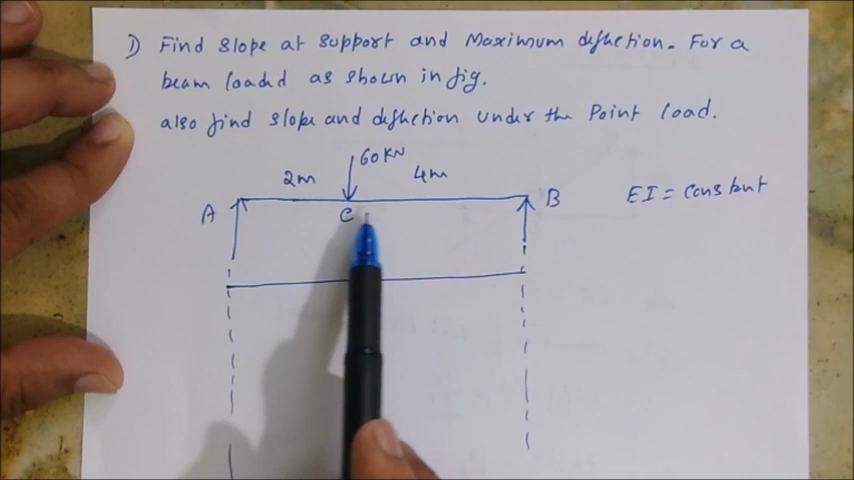 1) Find slope at support and Maximum deflection. For a
beam loaded as shown in fig.
also find slope and deflection under the Point load.
60 KN
2m
4m
A
C
B
EI = constant